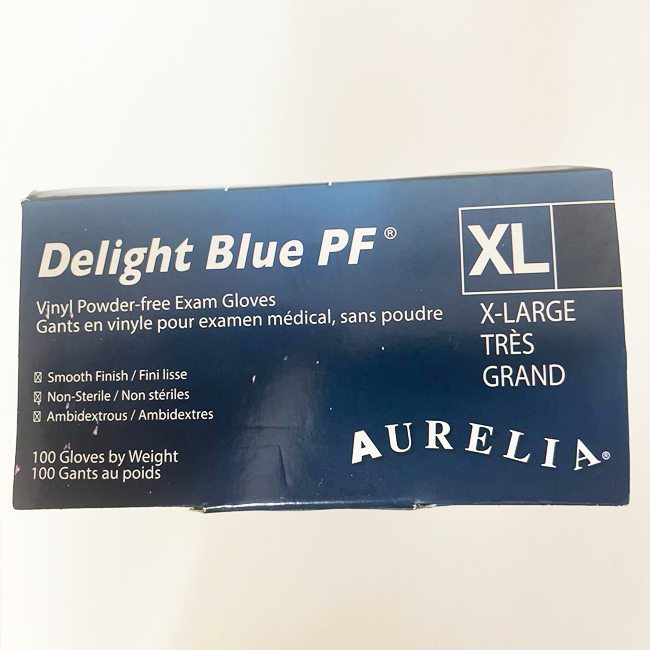 Delight Blue PF®
XL
Vinyl Powder-free Exam Gloves
Gants en vinyle pour examen médical, sans poudre
X-LARGE
TRÈS
GRAND
Smooth Finish / Fini lisse
Non-Sterile / Non stériles
Ambidextrous / Ambidextres
100 Gloves by Weight
100 Gants au poids
AURELIA®